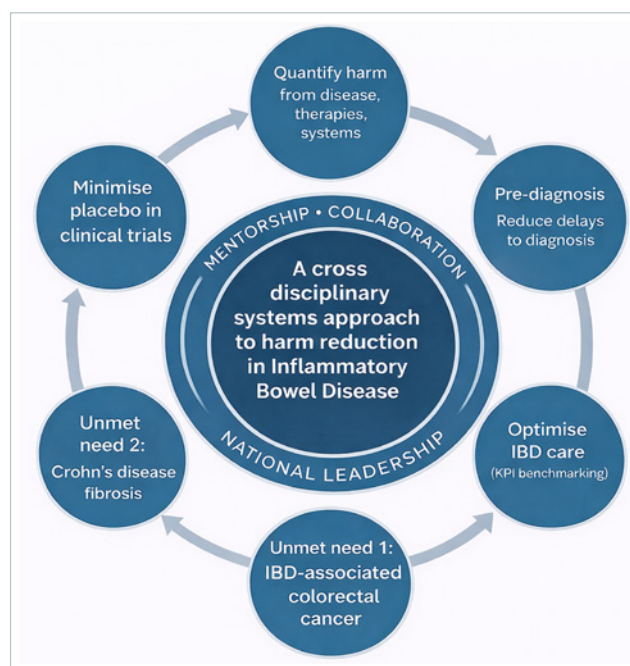 Quantify harm
from disease,
therapies,
systems
Pre-diagnosis
Reduce delays
to diagnosis
Optimise
IBD care
(KPI benchmarking)
Unmet need 1:
IBD-associated
colorectal
cancer
Unmet
need 2:
Crohn's disease
fibrosis
Minimise
placebo in
clinical trials
MENTORSHIP • COLLABORATION
A cross
disciplinary
systems approach
to harm reduction
in Inflammatory
Bowel Disease
NATIONAL LEADERSHIP